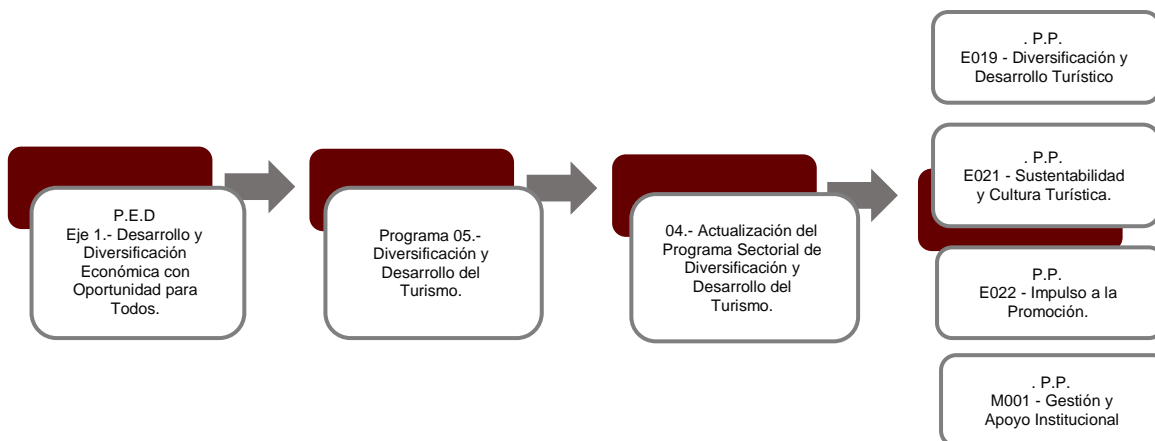 P.E.D
Eje 1.- Desarrollo y
Diversificación
Económica con
Oportunidad para
Todos.
Programa 05.-
Diversificación y
Desarrollo del
Turismo.
04.- Actualización del
Programa Sectorial de
Diversificación y
Desarrollo del
Turismo.
. P.P.
E019 - Diversificación y
Desarrollo Turístico
. P.P.
E021 - Sustentabilidad
y Cultura Turística.
P.P.
E022 - Impulso a la
Promoción.
. P.P.
M001 - Gestión y
Apoyo Institucional